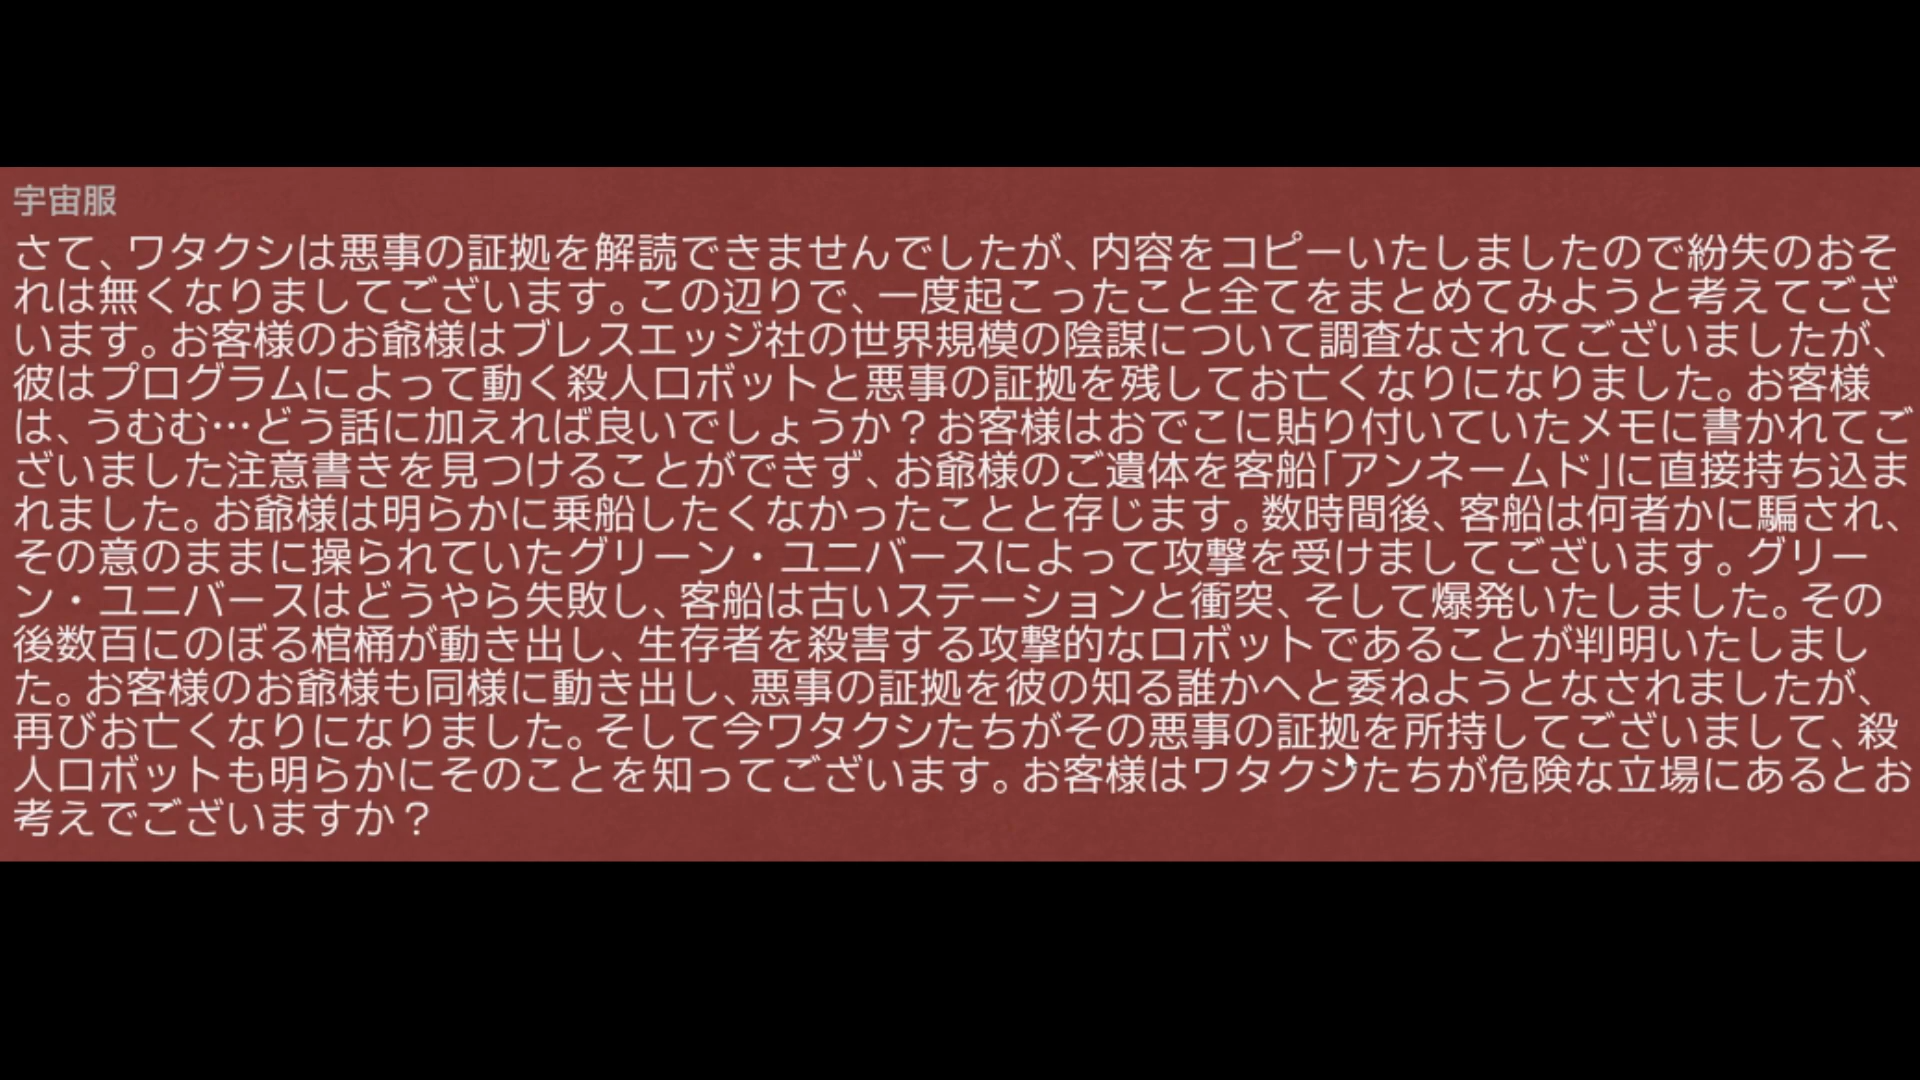 宇宙服
さて、ワタクシは悪事の証拠を解読できませんでしたが、内容をコピーいたしましたので紛失のおそ
れは無くなりましてございます。この辺りで、一度起こったこと全てをまとめてみようと考えてござ
います。お客様のお爺様はブレスエッジ社の世界規模の陰謀について調査なされてございましたが、
彼はプログラムによって動く殺人ロボットと悪事の証拠を残してお亡くなりになりました。お客様
は、うむむ…どう話に加えれば良いでしょうか？お客様はおでこに貼り付いていたメモに書かれてご
ざいました注意書きを見つけることができず、お爺様のご遺体を客船｢アンネームド｣に直接持ち込ま
れました。お爺様は明らかに乗船したくなかったことと存じます。数時間後、客船は何者かに騙され、
その意のままに操られていたグリーン・ユニバースによって攻撃を受けましてございます。グリー
ン・ユニバースはどうやら失敗し、客船は古いステーションと衝突、そして爆発いたしました。その
後数百にのぼる棺桶が動き出し、生存者を殺害する攻撃的なロボットであることが判明いたしまし
た。お客様のお爺様も同様に動き出し、悪事の証拠を彼の知る誰かへと委ねようとなされましたが、
再びお亡くなりになりました。そして今ワタクシたちがその悪事の証拠を所持してございまして、殺
人ロボットも明らかにそのことを知ってございます。お客様はワタクシたちが危険な立場にあるとお
考えでございますか？